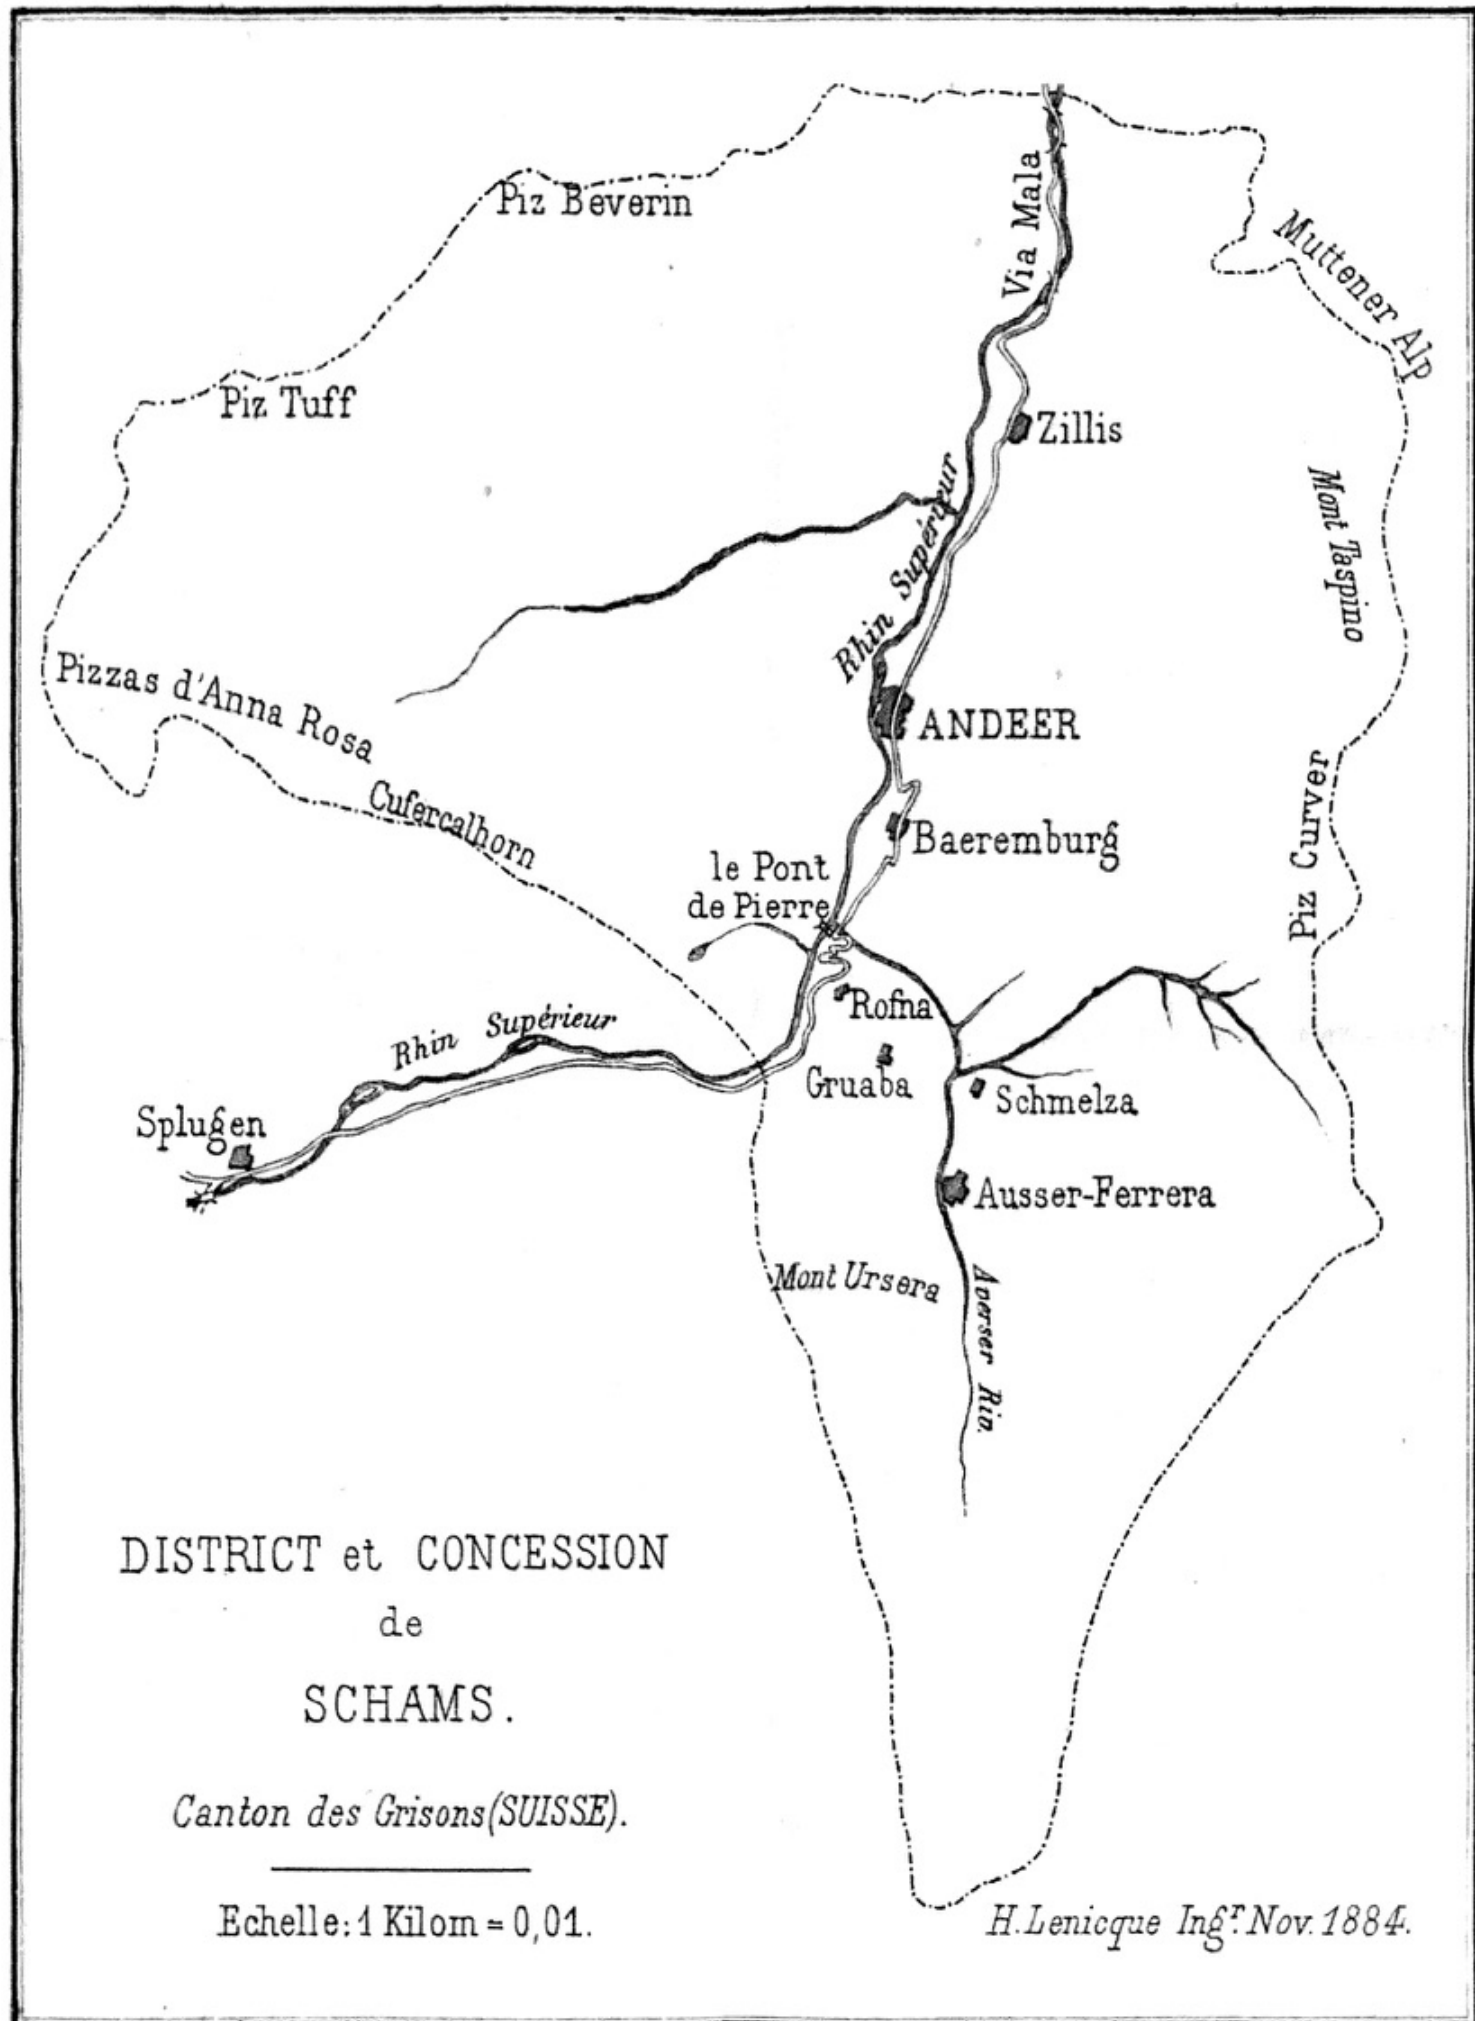 Piz Beverin
Via Mala
Muttener Alp
Piz Tuff
Zillis
Mont Taspino
Rhin Supérieur
Pizzas d'Anna Rosa
ANDEER
Cufercalhorn
Piz Curver
Baeremburg
le Pont
de Pierre
Rofna
Rhin Supérieur
Gruaba
Schmelza
Splugen
Ausser-Ferrera
Mont Ursera
Averser Rio.
DISTRICT et CONCESSION
de
SCHAMS.
Canton des Grisons (SUISSE).
Echelle: 1 Kilom = 0,01.
H. Lenicque Ingr. Nov. 1884.